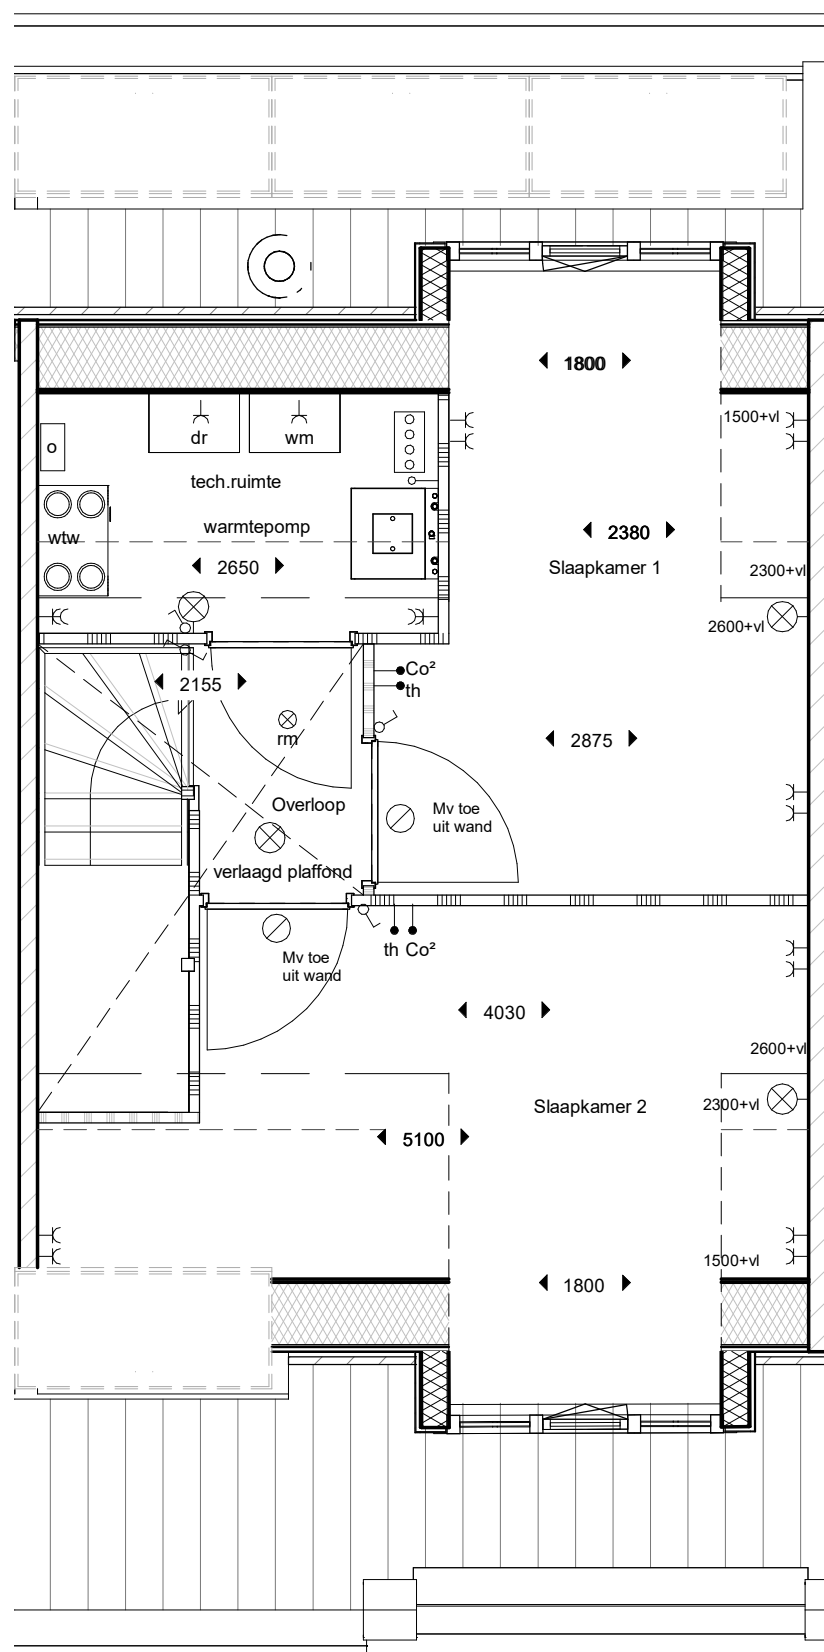 1800
1500+vl
dr
wm
o
tech.ruimte
warmtepomp
wtw
2380
2650
Slaapkamer 1
2300+vl
2600+vl
Co²
th
2155
rm
2875
Overloop
Mv toe
uit wand
verlaagd plaffond
th Co²
Mv toe
uit wand
4030
2600+vl
Slaapkamer 2
2300+vl
5100
1500+vl
1800